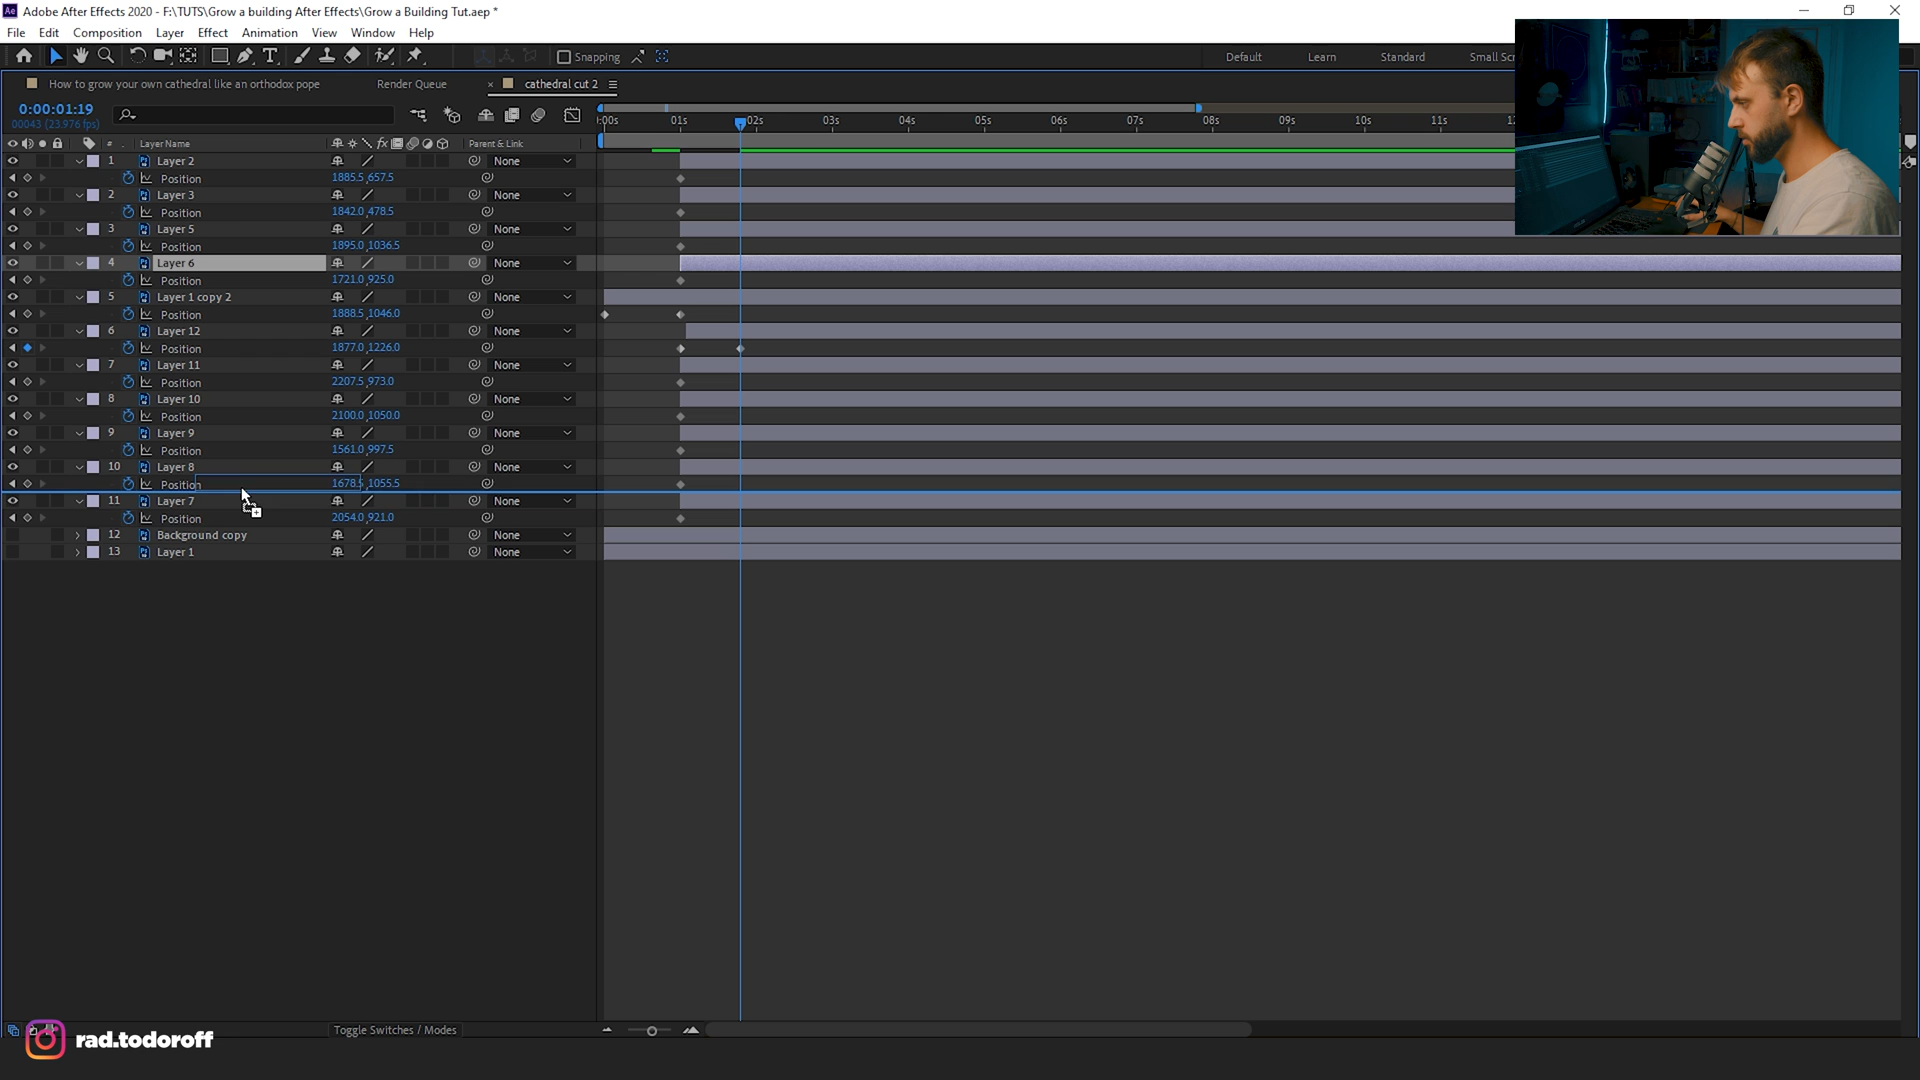 Adobe After Effects 2020 - F:\TUTS\Grow a building After Effects\Grow a Building Tut.aep *
File Edit Composition Layer Effect Animation View Window Help
Snapping Default Learn Standard Small Scr
How to grow your own cathedral like an orthodox pope Render Queue × cathedral cut 2
0:00:01:19
00043 (23.976 fps)
:00s 01s 02s 03s 04s 05s 06s 07s 08s 09s 10s 11s
# Layer Name Parent & Link
1 Layer 2 None
Position 1885.5,657.5
2 Layer 3 None
Position 1842.0,478.5
3 Layer 5 None
Position 1895.0,1036.5
4 Layer 6 None
Position 1721.0,925.0
5 Layer 1 copy 2 None
Position 1888.5,1046.0
6 Layer 12 None
Position 1877.0,1226.0
7 Layer 11 None
Position 2207.5,973.0
8 Layer 10 None
Position 2100.0,1050.0
9 Layer 9 None
Position 1561.0,997.5
10 Layer 8 None
Position 1678.5,1055.5
11 Layer 7 None
Position 2054.0,921.0
12 Background copy None
13 Layer 1 None
Toggle Switches / Modes
rad.todoroff